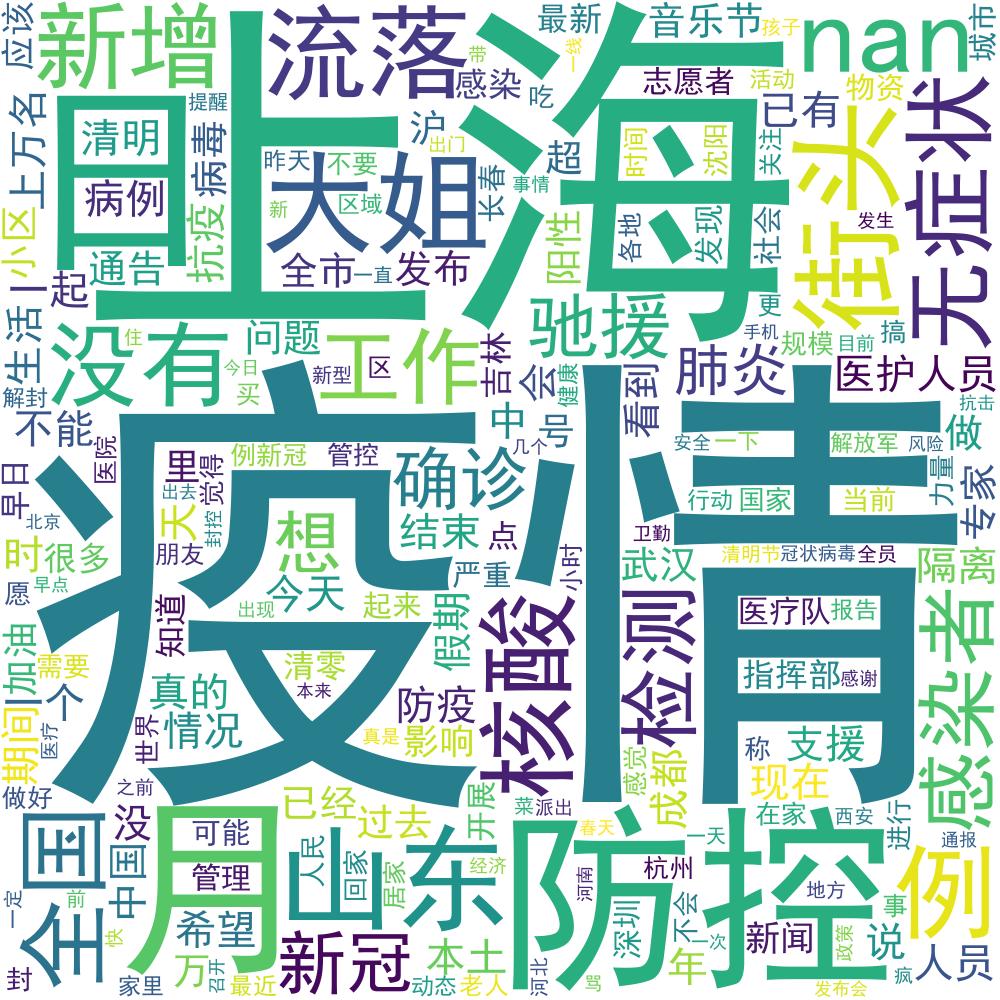 应该
新增
流落
最新
一线
音乐节
孩子
nan
城市
带
感染
吃
志愿者
活动
物资
已有
无症状
日
上
海
提醒
清明
病毒
昨天
不要
沪
出门
超
时间
沈阳
关注
街头
上万名
病例
大姐
长春
事情
新
区域
阳性
各地
发现
社会
发生
小区
抗疫
通告
全市
一直
发布
一起
生活
没有
住
问题
工作
驰援
更
手机
规模
目前
搞
今日
新型
区
吉林
会
健康
看到
肺炎
医护人员
解封
买
不能
中
卬
抗击
疫情
医院
里
例新冠
管控
确诊
几个
安全
一下
解放军
风险
做
早日
出去
觉得
封控
天
想
结束
点
行动
国家
当前
力量
专家
北京
时
很多
朋友
严重
小时
卫勤
武汉
清明节
冠状病毒
全员
隔离
愿
早点
知道
出现
今天
起来
假期
核酸
检测
医疗队
报告
感染者
加油
需要
清零
个
真的
本来
防疫
指挥部
感谢
期间
医疗
世界
情况
真是
影响
感觉
成都
称
支援
做好
之前
已经
过去
开展
菜
派出
现在
在家
西安
进行
全国
没
中国
可能
月
山东
人民
回家
居家
经济
防控
春天
一天
杭州
河南
地方
通报
例
管理
一定
前
希望
新冠
本土
深圳
不会
一次
新闻
政策
事
说
人员
封
快
家里
万
召开
最近
动态
老人
河北
骂
年
发布会
疯